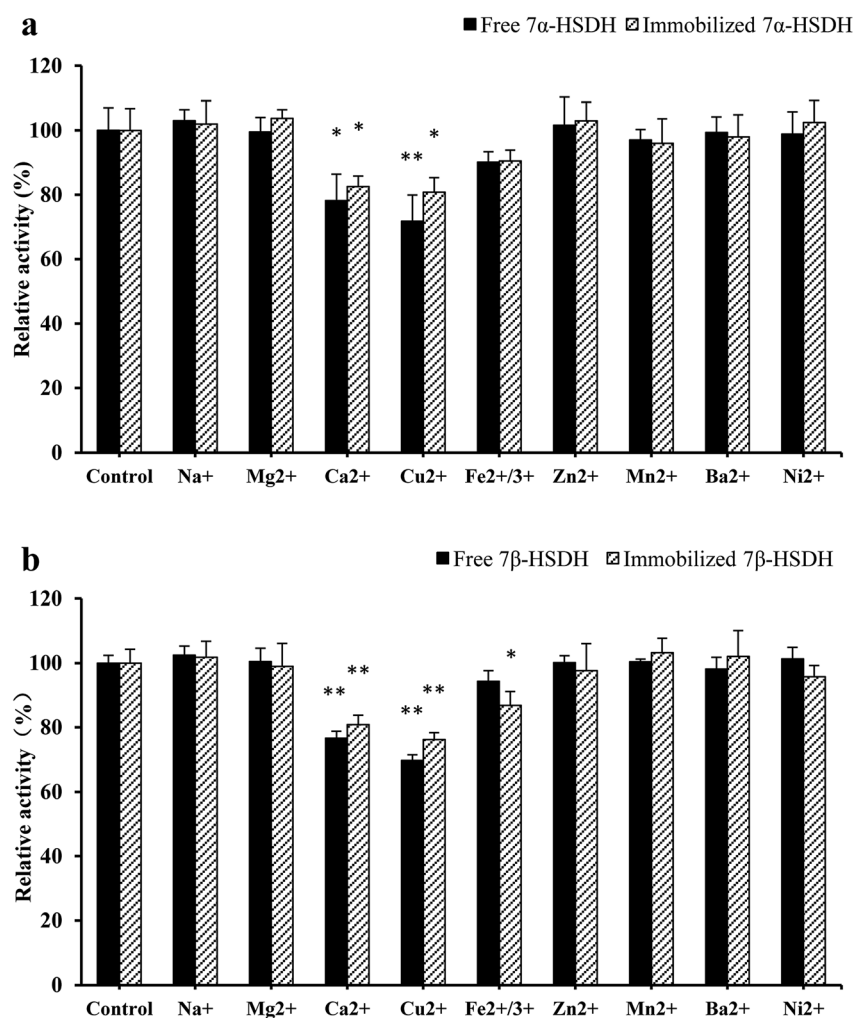 a
■ Free 7α-HSDH ▨ Immobilized 7α-HSDH
Relative activity (%)
120
100
80
60
40
20
0
* * ** *
Control Na+ Mg2+ Ca2+ Cu2+ Fe2+/3+ Zn2+ Mn2+ Ba2+ Ni2+
b
■ Free 7β-HSDH ▨ Immobilized 7β-HSDH
Relative activity (%)
120
100
80
60
40
20
0
** ** ** ** *
Control Na+ Mg2+ Ca2+ Cu2+ Fe2+/3+ Zn2+ Mn2+ Ba2+ Ni2+